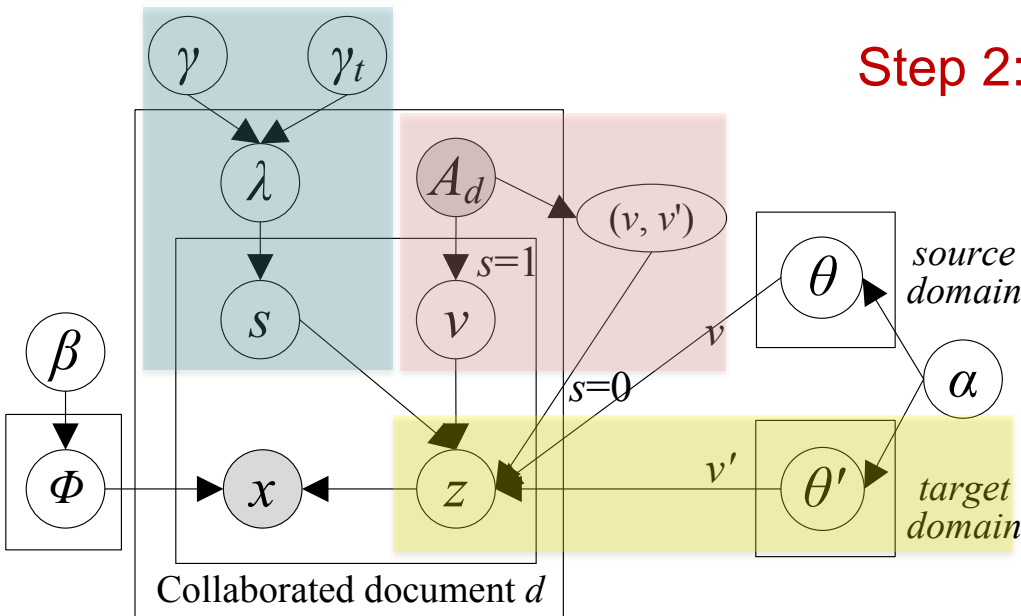 γ
γt
Step 2:
λ
Ad
(v, v')
s=1
s
v
θ
source
domain
v
β
s=0
α
Φ
x
z
v'
θ'
target
domain
Collaborated document d